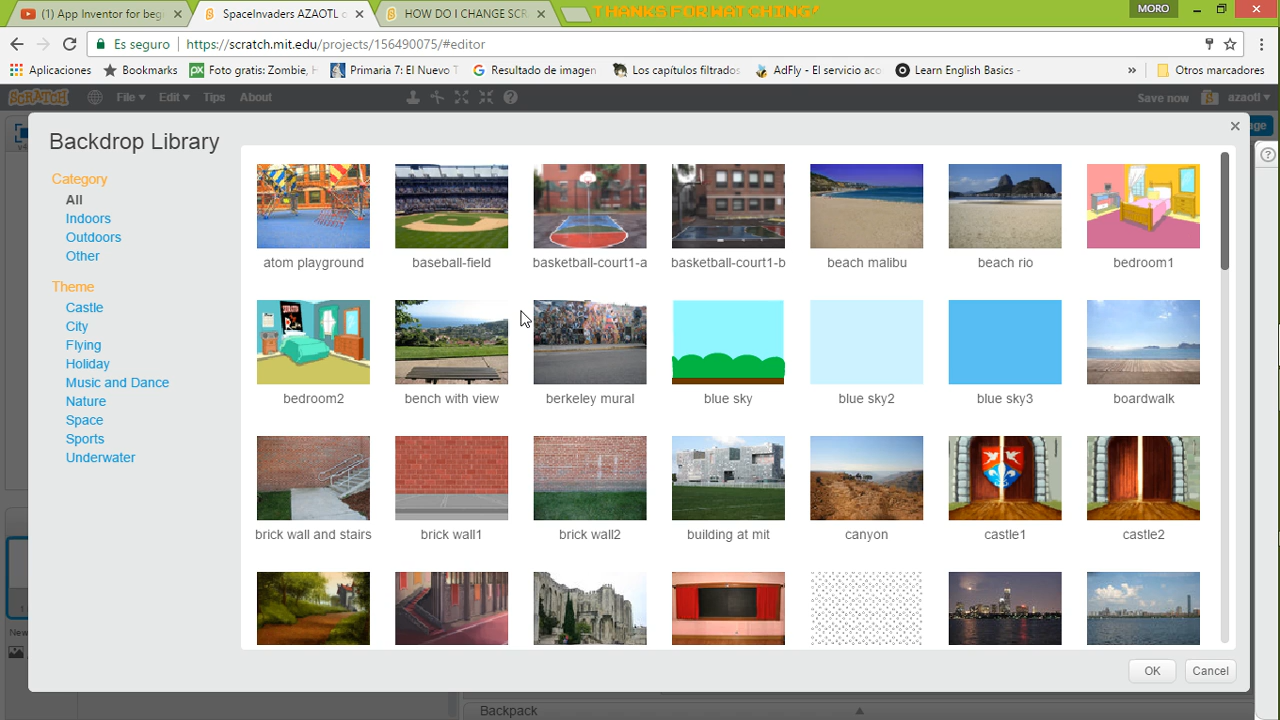 (1) App Inventor for beg
SpaceInvaders AZAOTL o
HOW DO I CHANGE SCR
THANKS FOR WATCHING!
MORO
Es seguro
https://scratch.mit.edu/projects/156490075/#editor
Aplicaciones
Bookmarks
Foto gratis: Zombie, H
Primaria 7: El Nuevo T
Resultado de imagen
Los capítulos filtrados
AdFly - El servicio aco
Learn English Basics -
»
Otros marcadores
SCRATCH
File
Edit
Tips
About
Save now
azaotl
Backdrop Library
Category
All
Indoors
Outdoors
Other
Theme
Castle
City
Flying
Holiday
Music and Dance
Nature
Space
Sports
Underwater
atom playground
baseball-field
basketball-court1-a
basketball-court1-b
beach malibu
beach rio
bedroom1
bedroom2
bench with view
berkeley mural
blue sky
blue sky2
blue sky3
boardwalk
brick wall and stairs
brick wall1
brick wall2
building at mit
canyon
castle1
castle2
OK
Cancel
New
Backpack